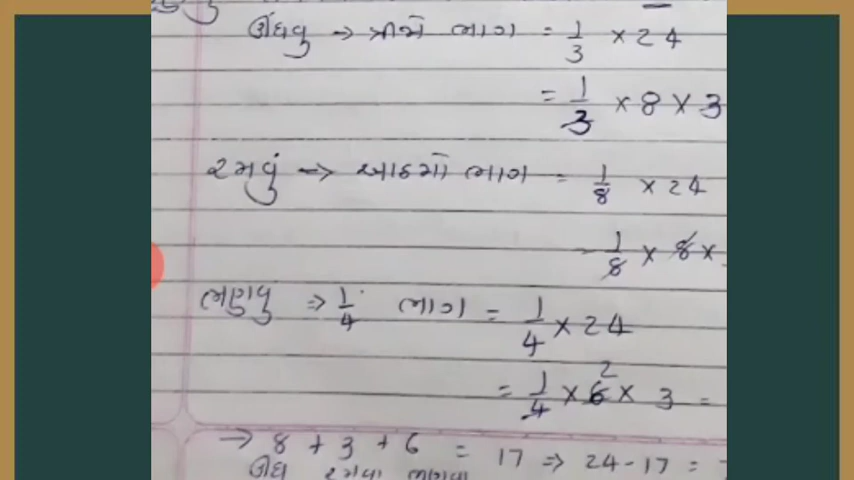 ઊંઘવું → ત્રીજો ભાગ = 1/3 × 24
= 1/3 × 8 × 3
રમવું → આઠમો ભાગ = 1/8 × 24
- 1/8 × 8 ×
ભણવું ⇒ 1/4 ભાગ = 1/4 × 24
= 1/4 × 8 2 × 3 =
→ 8 + 3 + 6 = 17 ⇒ 24 - 17 =
ઊંઘ રમવા ભણવા